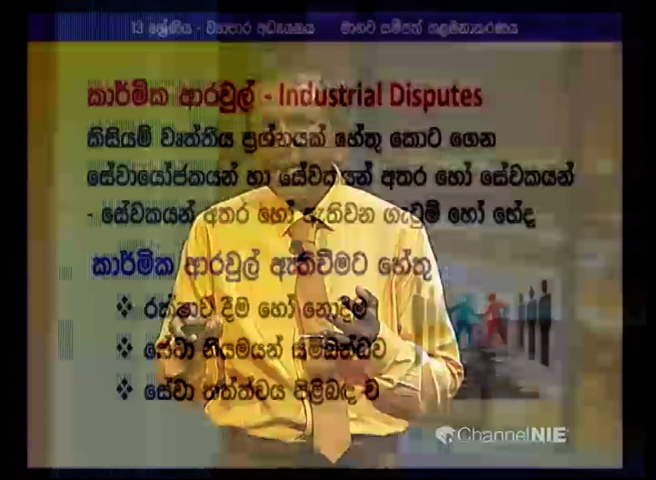 13 ශ්‍රේණිය - ව්‍යාපාර අධ්‍යයනය මානව සම්පත් කළමනාකරණය
කාර්මික ආරවුල් - Industrial Disputes
කිසියම් වෘත්තීය ප්‍රශ්නයක් හේතු කොට ගෙන
සේවායෝජකයන් හා සේවකයන් අතර හෝ සේවකයන්
- සේවකයන් අතර හෝ ඇතිවන ගැටුම් හෝ භේද
කාර්මික ආරවුල් ඇතිවීමට හේතු
❖ රක්ෂාව දීම හෝ නොදීම
❖ සේවා නියමයන් සම්බන්ධව
❖ සේවා තත්ත්වය පිළිබඳ ව
ChannelNIE